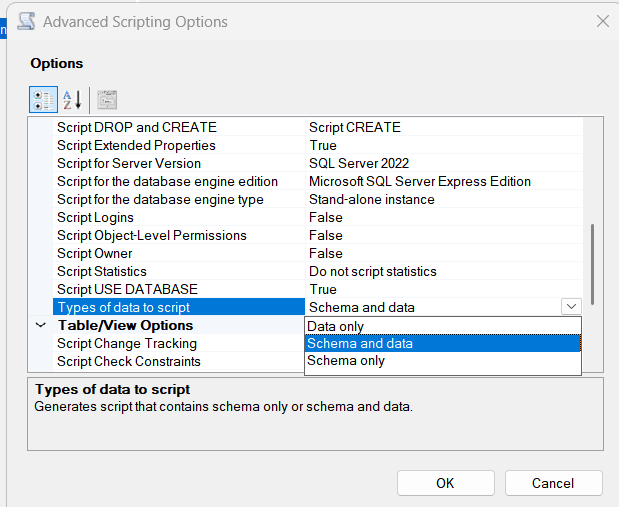 Advanced Scripting Options
Options
Script DROP and CREATE Script CREATE
Script Extended Properties True
Script for Server Version SQL Server 2022
Script for the database engine edition Microsoft SQL Server Express Edition
Script for the database engine type Stand-alone instance
Script Logins False
Script Object-Level Permissions False
Script Owner False
Script Statistics Do not script statistics
Script USE DATABASE True
Types of data to script Schema and data
Table/View Options Data only
Script Change Tracking Schema and data
Script Check Constraints Schema only
Types of data to script
Generates script that contains schema only or schema and data.
OK Cancel